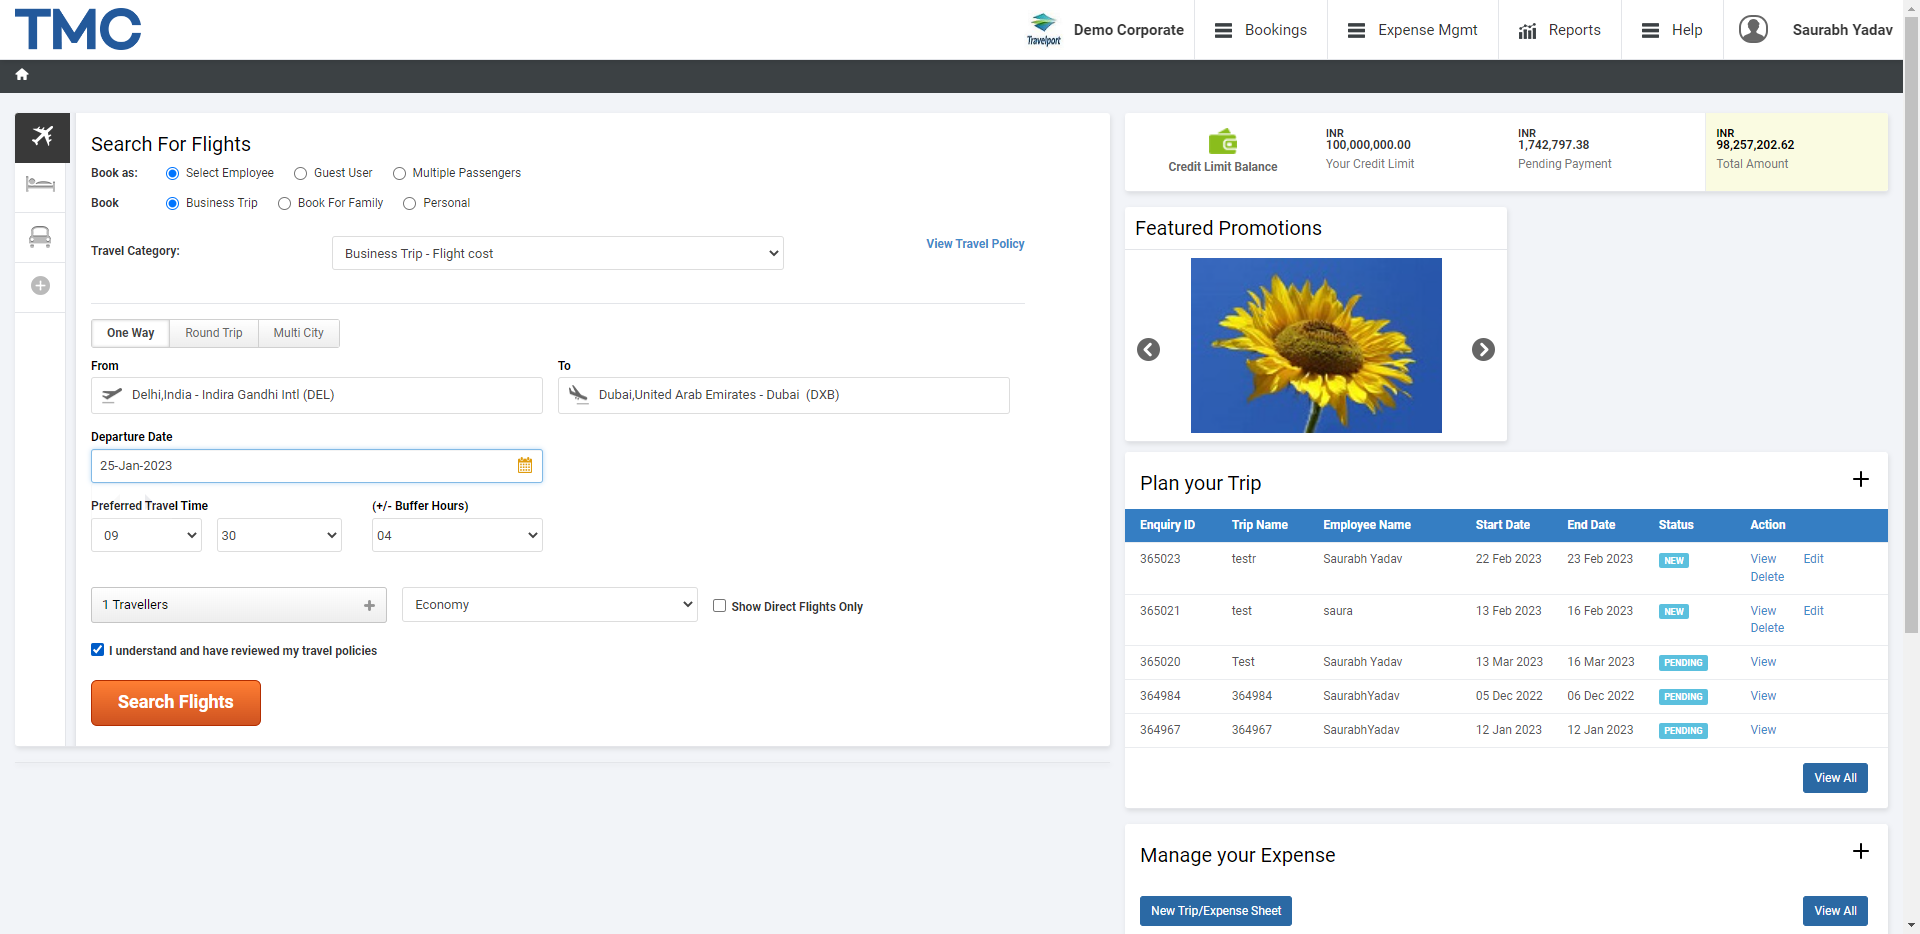 TMC
Travelport
Demo Corporate
Bookings
Expense Mgmt
Reports
Help
Saurabh Yadav
Search For Flights
Book as: Select Employee Guest User Multiple Passengers
Book Business Trip Book For Family Personal
Travel Category: Business Trip - Flight cost View Travel Policy
One Way Round Trip Multi City
From To
Delhi,India - Indira Gandhi Intl (DEL) Dubai,United Arab Emirates - Dubai (DXB)
Departure Date
25-Jan-2023
Preferred Travel Time (+/- Buffer Hours)
09 30 04
1 Travellers Economy Show Direct Flights Only
I understand and have reviewed my travel policies
Search Flights
Credit Limit Balance
INR
100,000,000.00
Your Credit Limit
INR
1,742,797.38
Pending Payment
INR
98,257,202.62
Total Amount
Featured Promotions
Plan your Trip
Enquiry ID Trip Name Employee Name Start Date End Date Status Action
365023 testr Saurabh Yadav 22 Feb 2023 23 Feb 2023 NEW View Edit
Delete
365021 test saura 13 Feb 2023 16 Feb 2023 NEW View Edit
Delete
365020 Test Saurabh Yadav 13 Mar 2023 16 Mar 2023 PENDING View
364984 364984 SaurabhYadav 05 Dec 2022 06 Dec 2022 PENDING View
364967 364967 SaurabhYadav 12 Jan 2023 12 Jan 2023 PENDING View
View All
Manage your Expense
New Trip/Expense Sheet View All